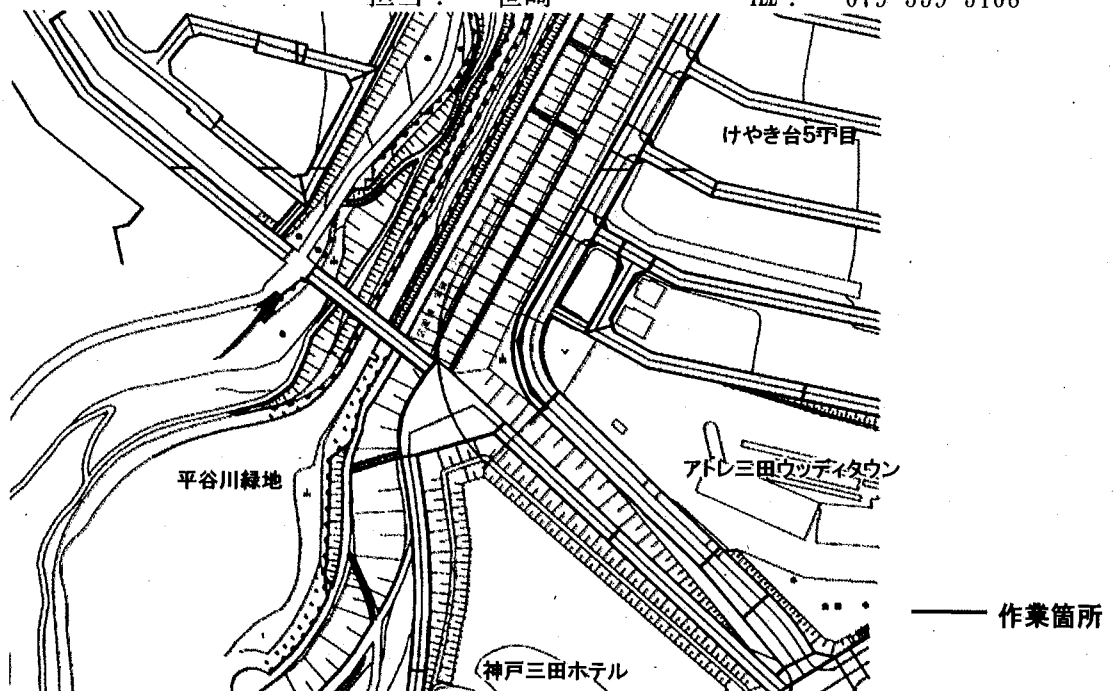 けやき台5丁目
平谷川緑地
アトレ三田ウッディタウン
作業箇所
神戸三田ホテル